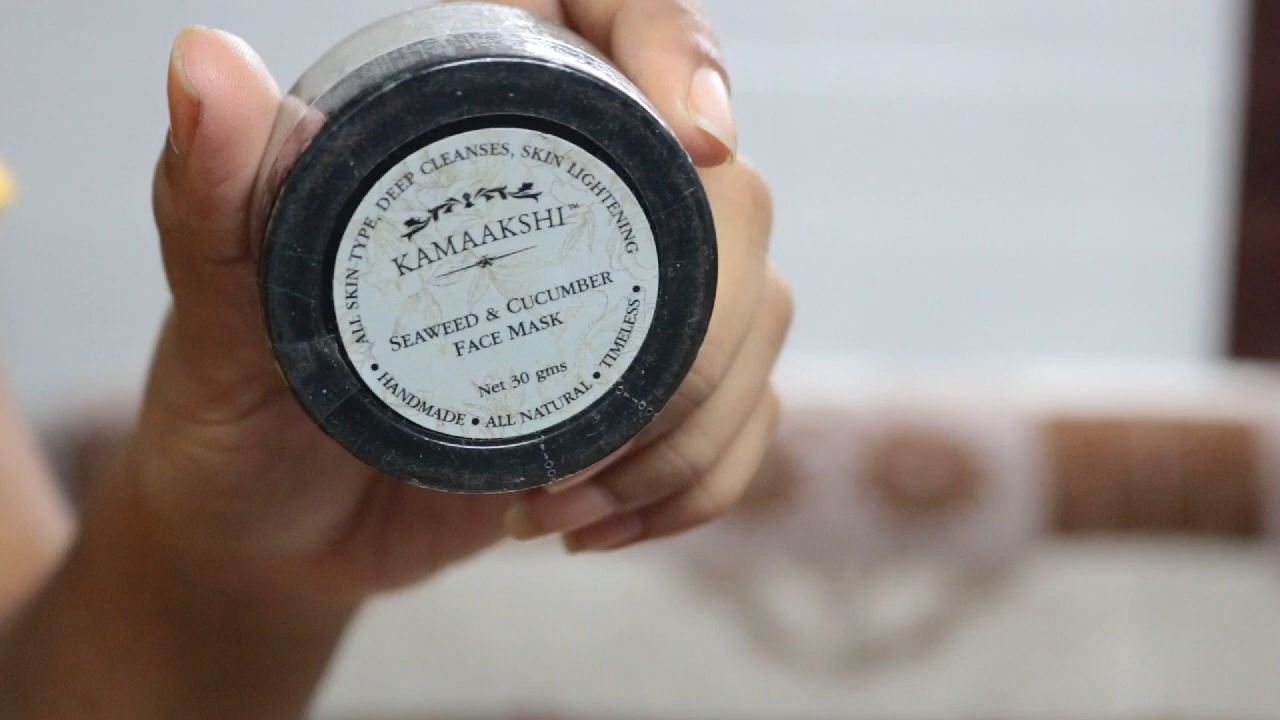 ALL SKIN-TYPE, DEEP CLEANSES, SKIN LIGHTENING
KAMAAKSHI™
SEAWEED & CUCUMBER
FACE MASK
Net 30 gms
• HANDMADE • ALL NATURAL • TIMELESS •